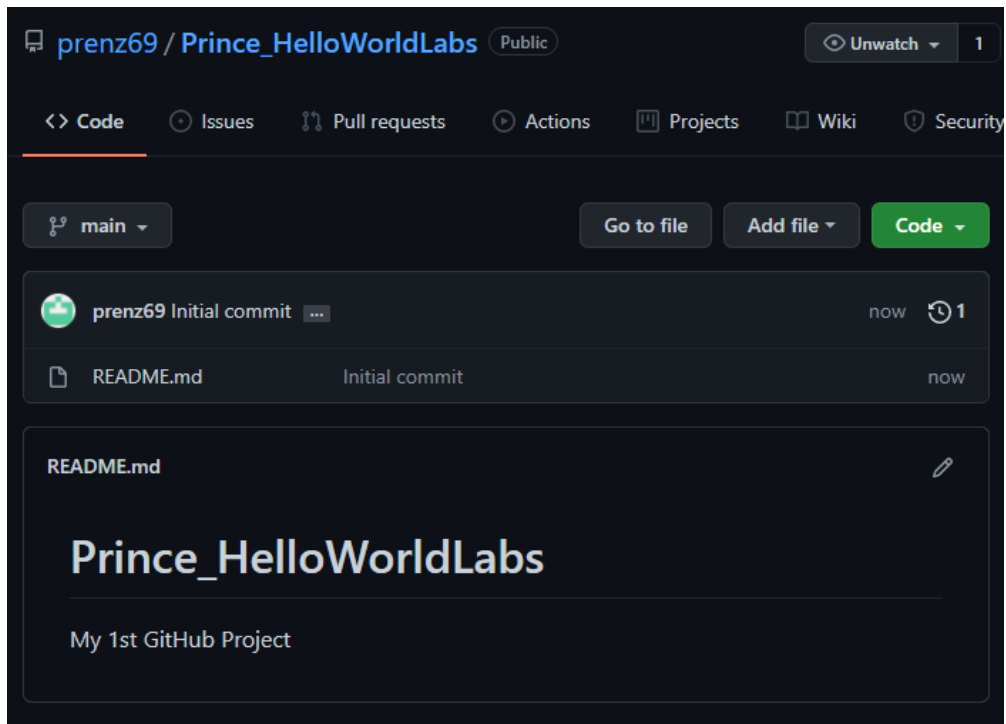 prenz69 / Prince_HelloWorldLabs Public Unwatch 1
<> Code Issues Pull requests Actions Projects Wiki Security
main Go to file Add file Code
prenz69 Initial commit ... now 1
README.md Initial commit now
README.md
Prince_HelloWorldLabs
My 1st GitHub Project